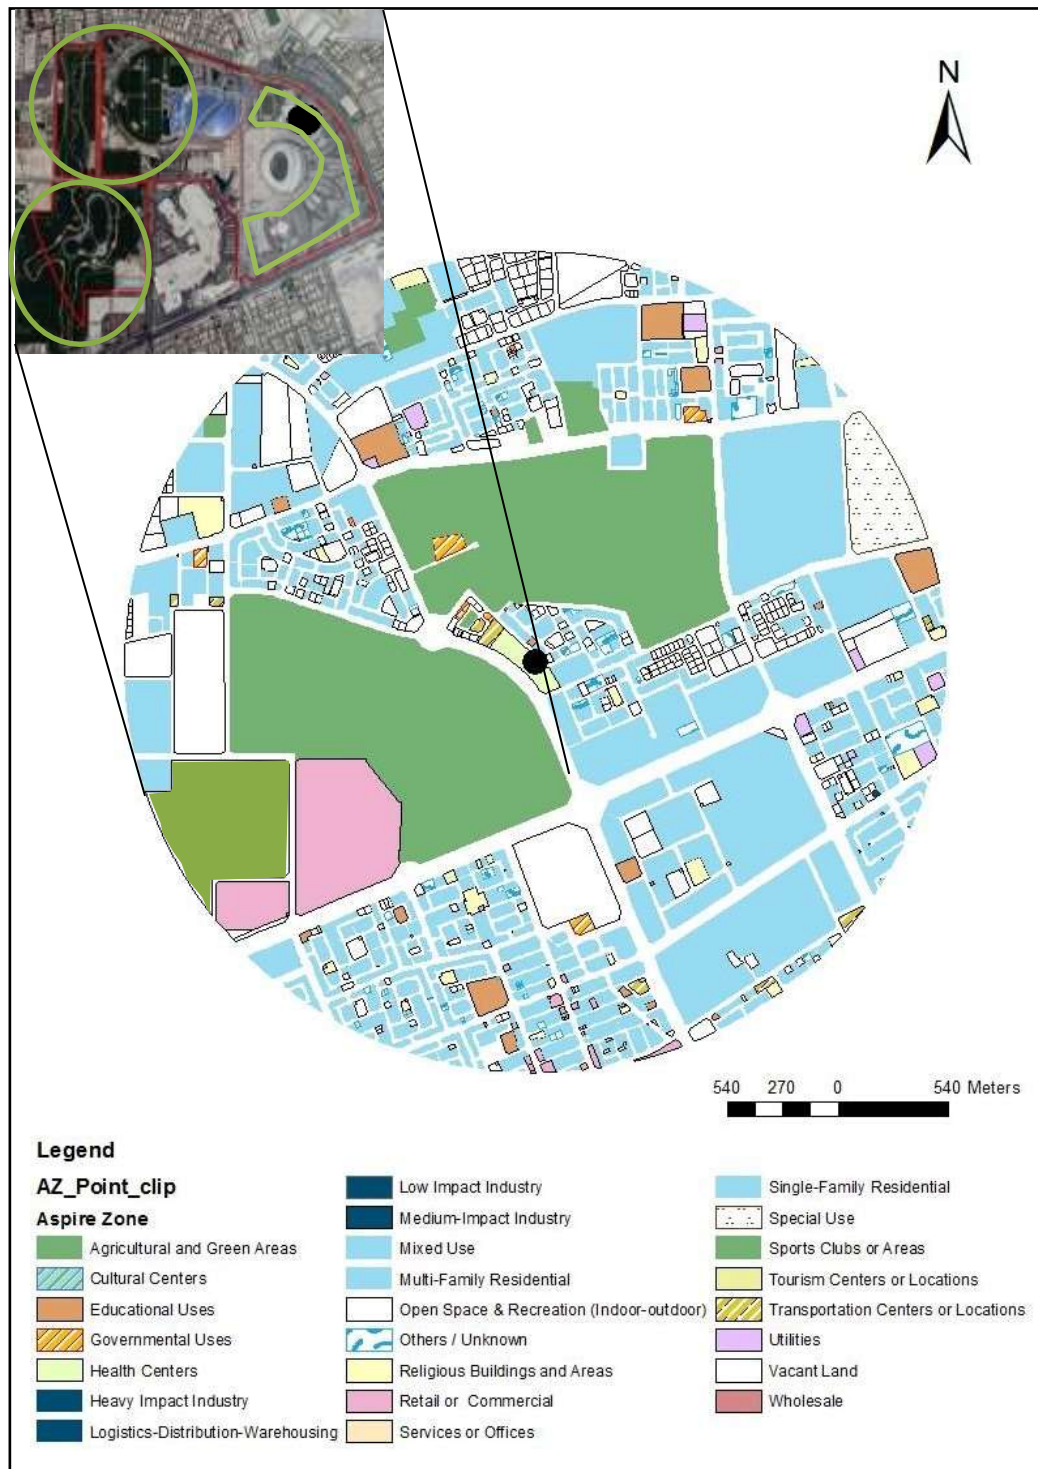 N
540 270 0 540 Meters
Legend
AZ_Point_clip
Aspire Zone
Agricultural and Green Areas
Cultural Centers
Educational Uses
Governmental Uses
Health Centers
Heavy Impact Industry
Logistics-Distribution-Warehousing
Low Impact Industry
Medium-Impact Industry
Mixed Use
Multi-Family Residential
Open Space & Recreation (Indoor-outdoor)
Others / Unknown
Religious Buildings and Areas
Retail or Commercial
Services or Offices
Single-Family Residential
Special Use
Sports Clubs or Areas
Tourism Centers or Locations
Transportation Centers or Locations
Utilities
Vacant Land
Wholesale